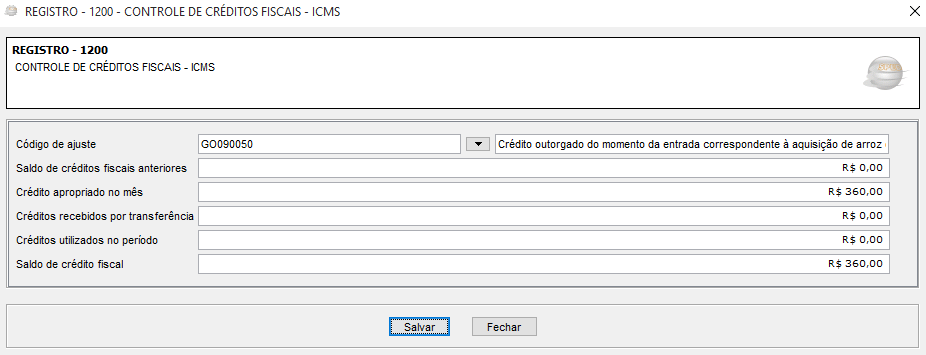 REGISTRO - 1200 - CONTROLE DE CRÉDITOS FISCAIS - ICMS
REGISTRO - 1200
CONTROLE DE CRÉDITOS FISCAIS - ICMS
Código de ajuste GO090050 Crédito outorgado do momento da entrada correspondente à aquisição de arroz
Saldo de créditos fiscais anteriores R$ 0,00
Crédito apropriado no mês R$ 360,00
Créditos recebidos por transferência R$ 0,00
Créditos utilizados no período R$ 0,00
Saldo de crédito fiscal R$ 360,00
Salvar Fechar